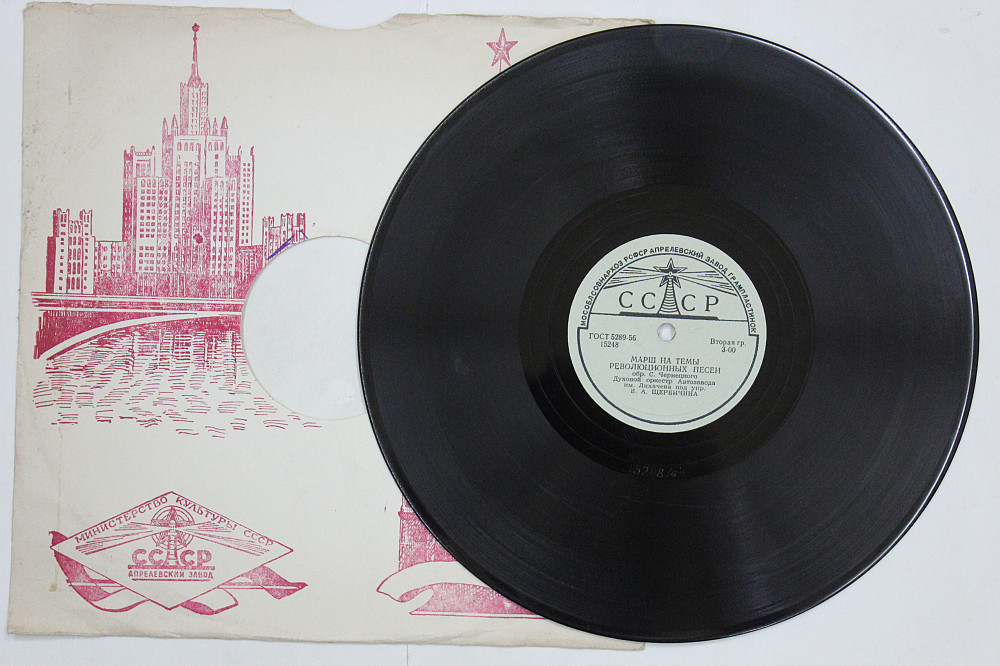 МИНИСТЕРСТВО КУЛЬТУРЫ СССР
СССР
АПРЕЛЕВСКИЙ ЗАВОД
МОСОБЛСОВНАРХОЗ РСФСР АПРЕЛЕВСКИЙ ЗАВОД ГРАМПЛАСТИНОК
СССР
ГОСТ 5289-56
15248
Вторая гр.
3-00
МАРШ НА ТЕМЫ
РЕВОЛЮЦИОННЫХ ПЕСЕН
обр. С. Чернецкого
Духовой оркестр Автозавода
им. Лихачева под упр.
В. А. ЩЕРБИЧИНА